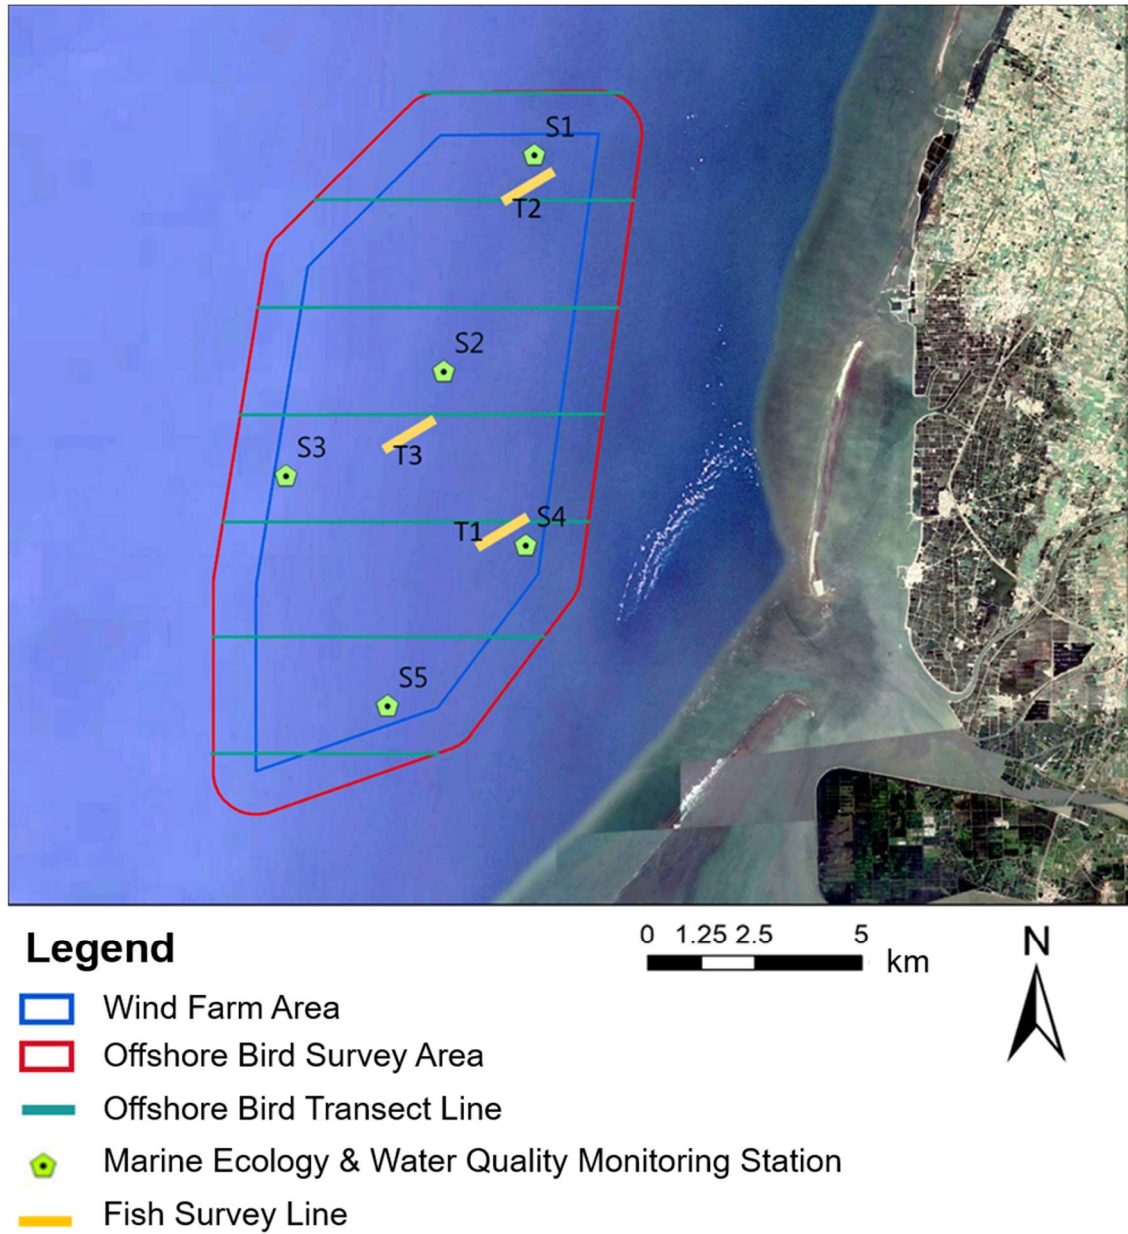 S1
T2
S2
S3
T3
T1
S4
S5
Legend
0 1.25 2.5 5
km
N
Wind Farm Area
Offshore Bird Survey Area
Offshore Bird Transect Line
Marine Ecology & Water Quality Monitoring Station
Fish Survey Line